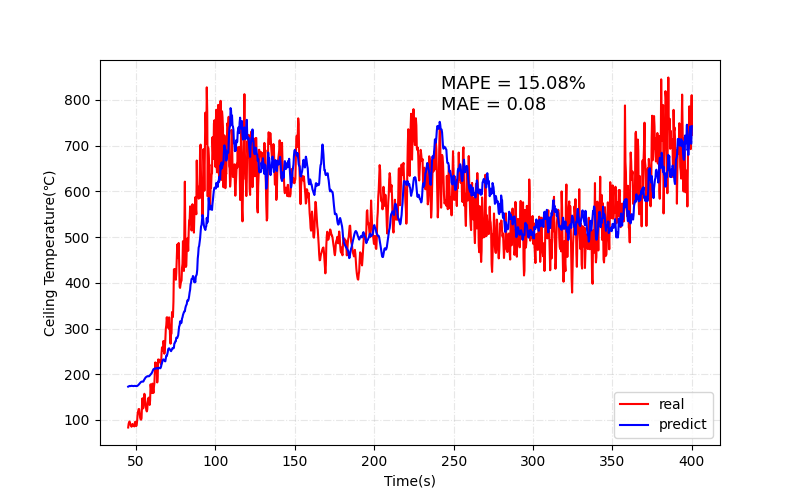 MAPE = 15.08%
MAE = 0.08
Ceiling Temperature(℃)
800
700
600
500
400
300
200
100
real
predict
50 100 150 200 250 300 350 400
Time(s)